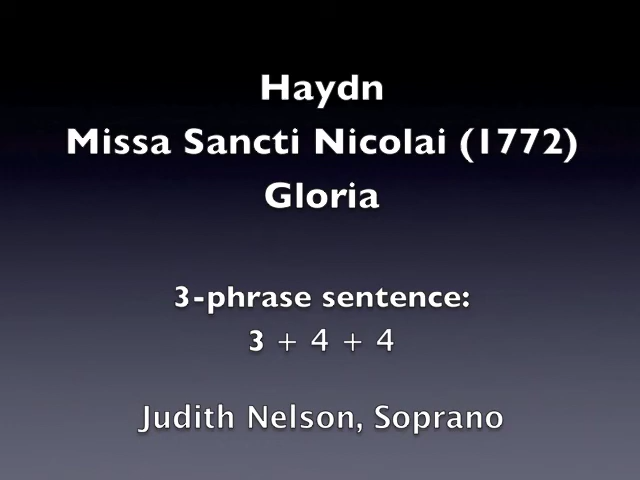 Haydn
Missa Sancti Nicolai (1772)
Gloria
3-phrase sentence:
3 + 4 + 4
Judith Nelson, Soprano